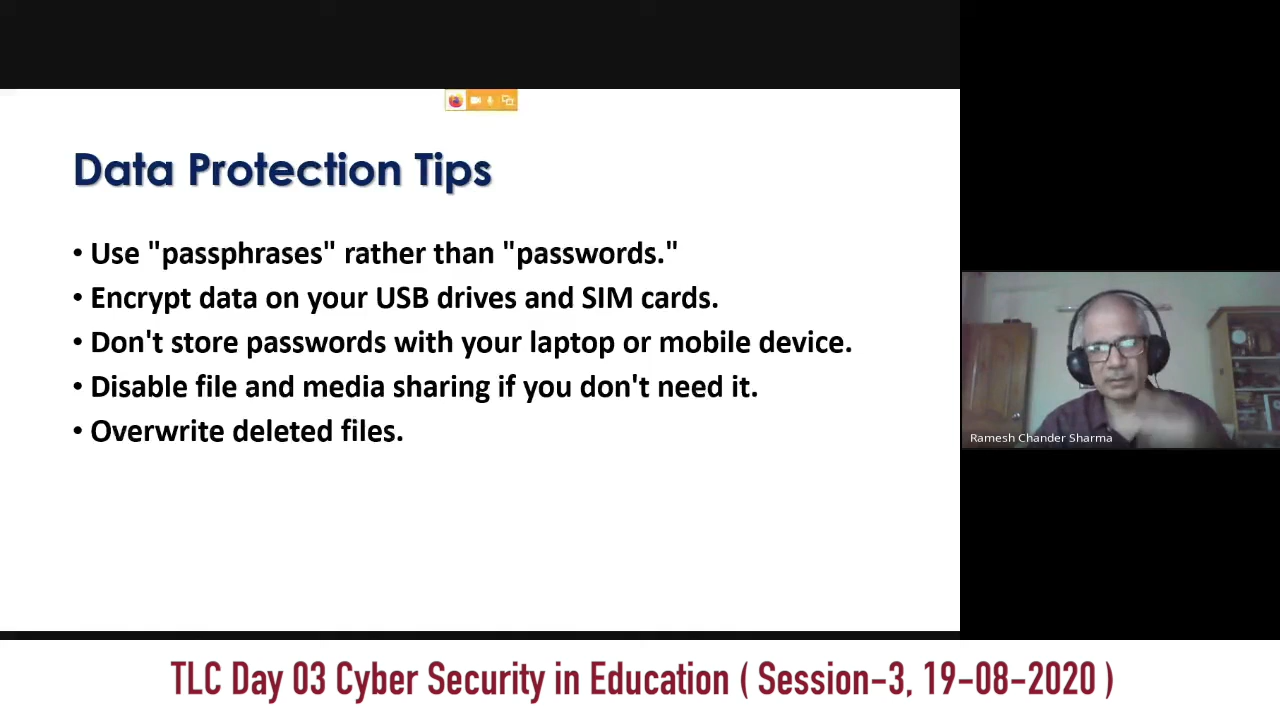 Data Protection Tips
• Use "passphrases" rather than "passwords."
• Encrypt data on your USB drives and SIM cards.
• Don't store passwords with your laptop or mobile device.
• Disable file and media sharing if you don't need it.
• Overwrite deleted files.
Ramesh Chander Sharma
TLC Day 03 Cyber Security in Education ( Session-3, 19-08-2020 )